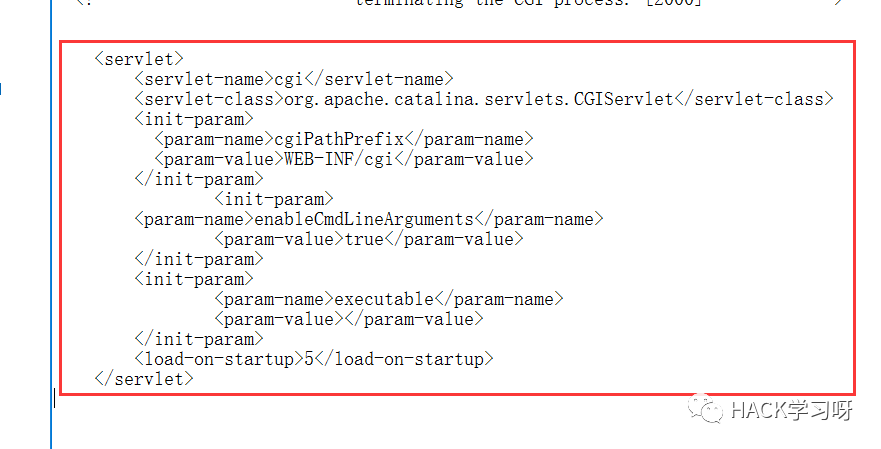 <! terminating the CGI process. [2000] >
<servlet>
<servlet-name>cgi</servlet-name>
<servlet-class>org.apache.catalina.servlets.CGIServlet</servlet-class>
<init-param>
<param-name>cgiPathPrefix</param-name>
<param-value>WEB-INF/cgi</param-value>
</init-param>
<init-param>
<param-name>enableCmdLineArguments</param-name>
<param-value>true</param-value>
</init-param>
<init-param>
<param-name>executable</param-name>
<param-value></param-value>
</init-param>
<load-on-startup>5</load-on-startup>
</servlet>
HACK学习呀